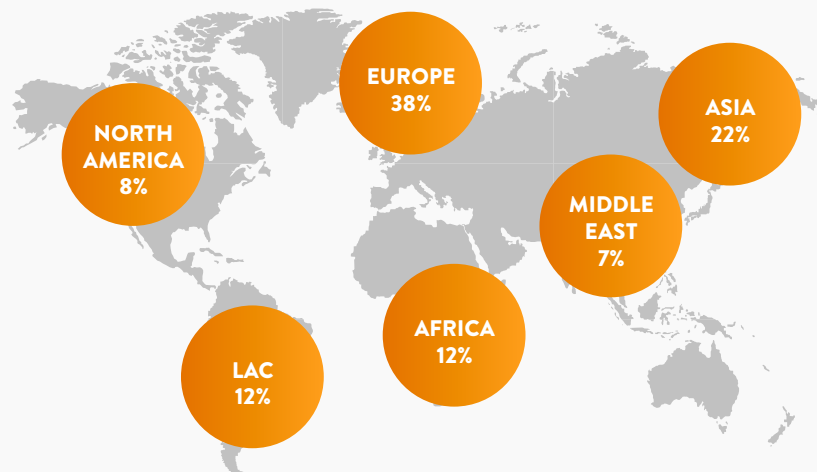 EUROPE
38%
ASIA
22%
NORTH
AMERICA
8%
MIDDLE
EAST
7%
AFRICA
12%
LAC
12%